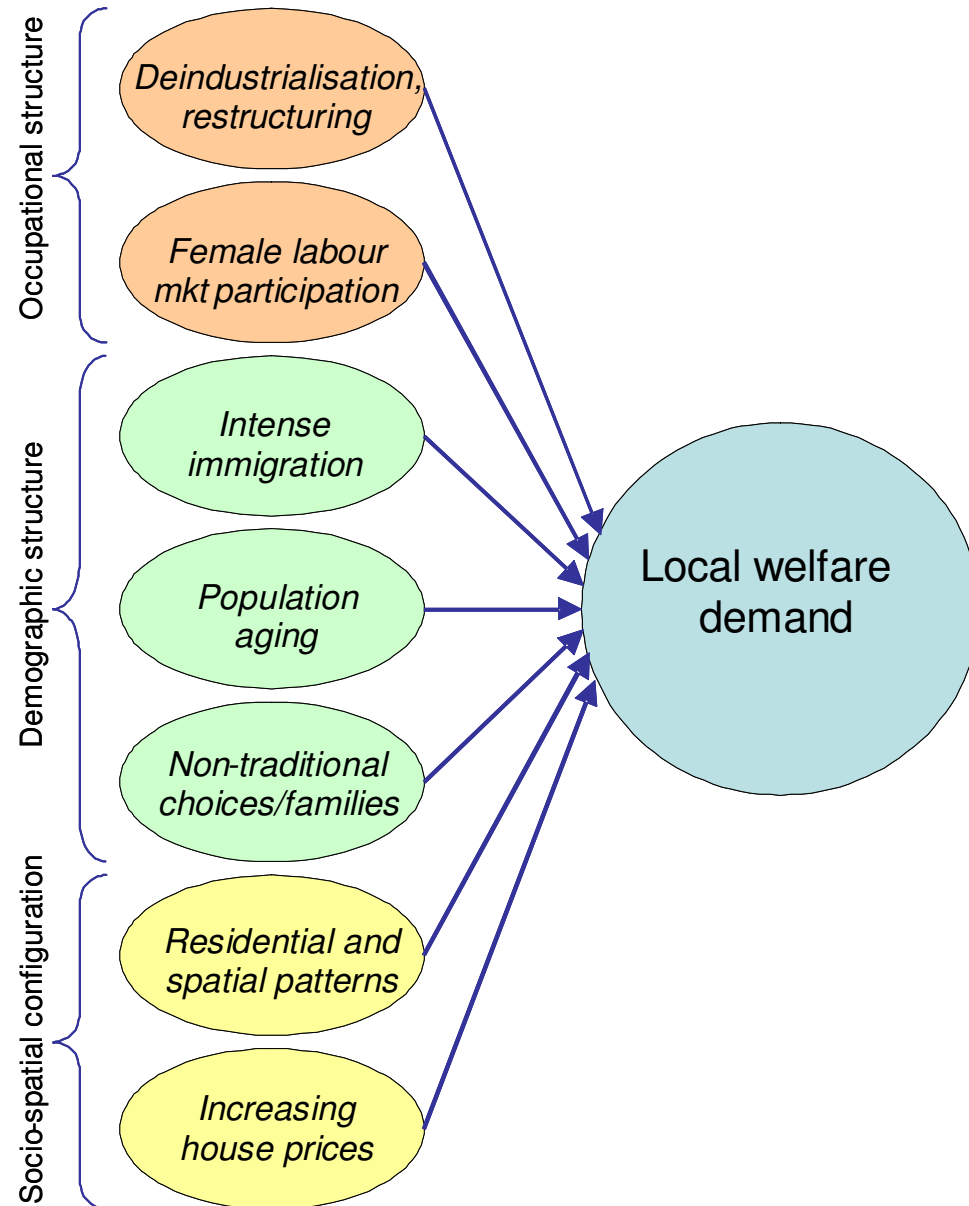 Occupational structure
Deindustrialisation,
restructuring
Female labour
mkt participation
Demographic structure
Intense
immigration
Population
aging
Non-traditional
choices/families
Socio-spatial configuration
Residential and
spatial patterns
Increasing
house prices
Local welfare
demand